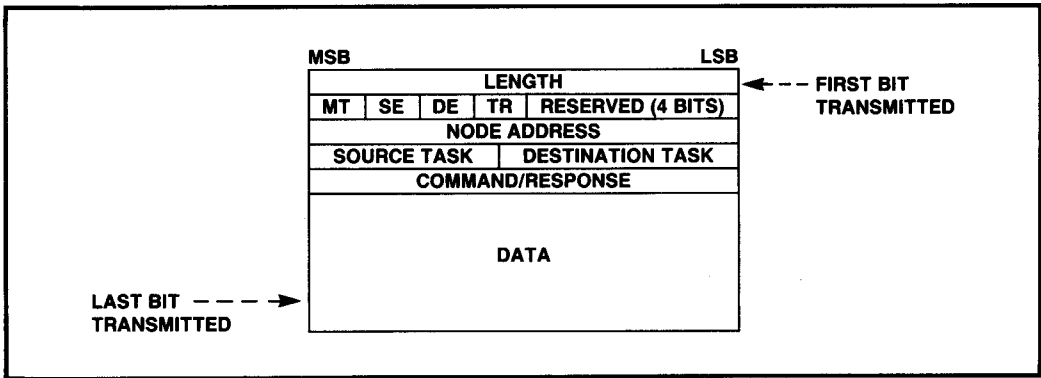 MSB LSB
LENGTH
FIRST BIT
TRANSMITTED
MT SE DE TR RESERVED (4 BITS)
NODE ADDRESS
SOURCE TASK DESTINATION TASK
COMMAND/RESPONSE
DATA
LAST BIT
TRANSMITTED